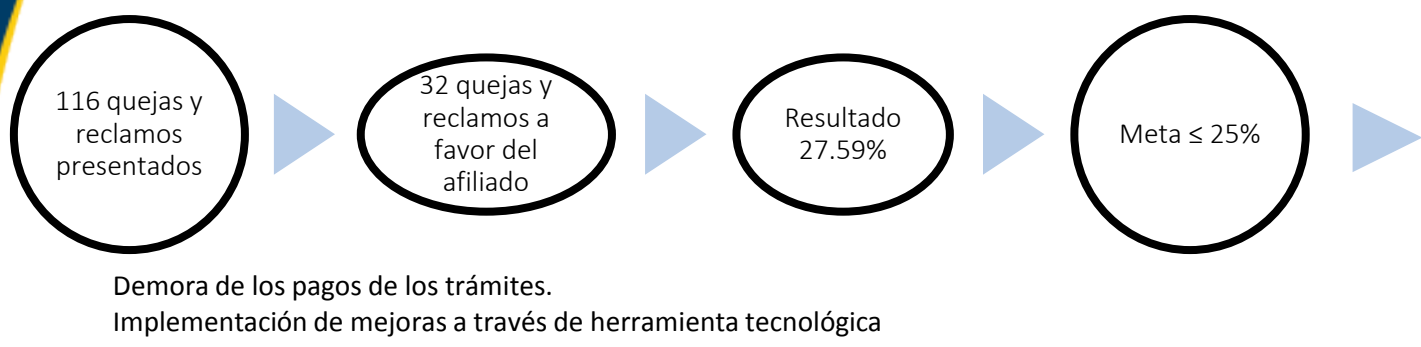 116 quejas y
reclamos
presentados
32 quejas y
reclamos a
favor del
afiliado
Resultado
27.59%
Meta ≤ 25%
Demora de los pagos de los trámites.
Implementación de mejoras a través de herramienta tecnológica